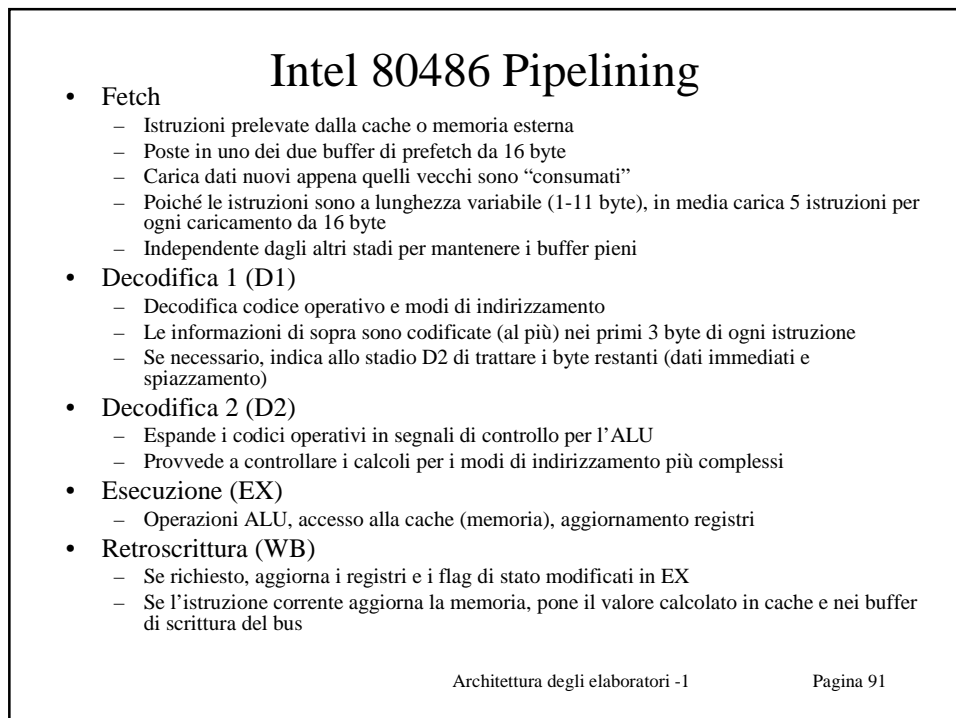 Intel 80486 Pipelining
• Fetch
– Istruzioni prelevate dalla cache o memoria esterna
– Poste in uno dei due buffer di prefetch da 16 byte
– Carica dati nuovi appena quelli vecchi sono “consumati”
– Poiché le istruzioni sono a lunghezza variabile (1-11 byte), in media carica 5 istruzioni per
ogni caricamento da 16 byte
– Independente dagli altri stadi per mantenere i buffer pieni
• Decodifica 1 (D1)
– Decodifica codice operativo e modi di indirizzamento
– Le informazioni di sopra sono codificate (al più) nei primi 3 byte di ogni istruzione
– Se necessario, indica allo stadio D2 di trattare i byte restanti (dati immediati e
spiazzamento)
• Decodifica 2 (D2)
– Espande i codici operativi in segnali di controllo per l’ALU
– Provvede a controllare i calcoli per i modi di indirizzamento più complessi
• Esecuzione (EX)
– Operazioni ALU, accesso alla cache (memoria), aggiornamento registri
• Retroscrittura (WB)
– Se richiesto, aggiorna i registri e i flag di stato modificati in EX
– Se l’istruzione corrente aggiorna la memoria, pone il valore calcolato in cache e nei buffer
di scrittura del bus
Architettura degli elaboratori -1 Pagina 91